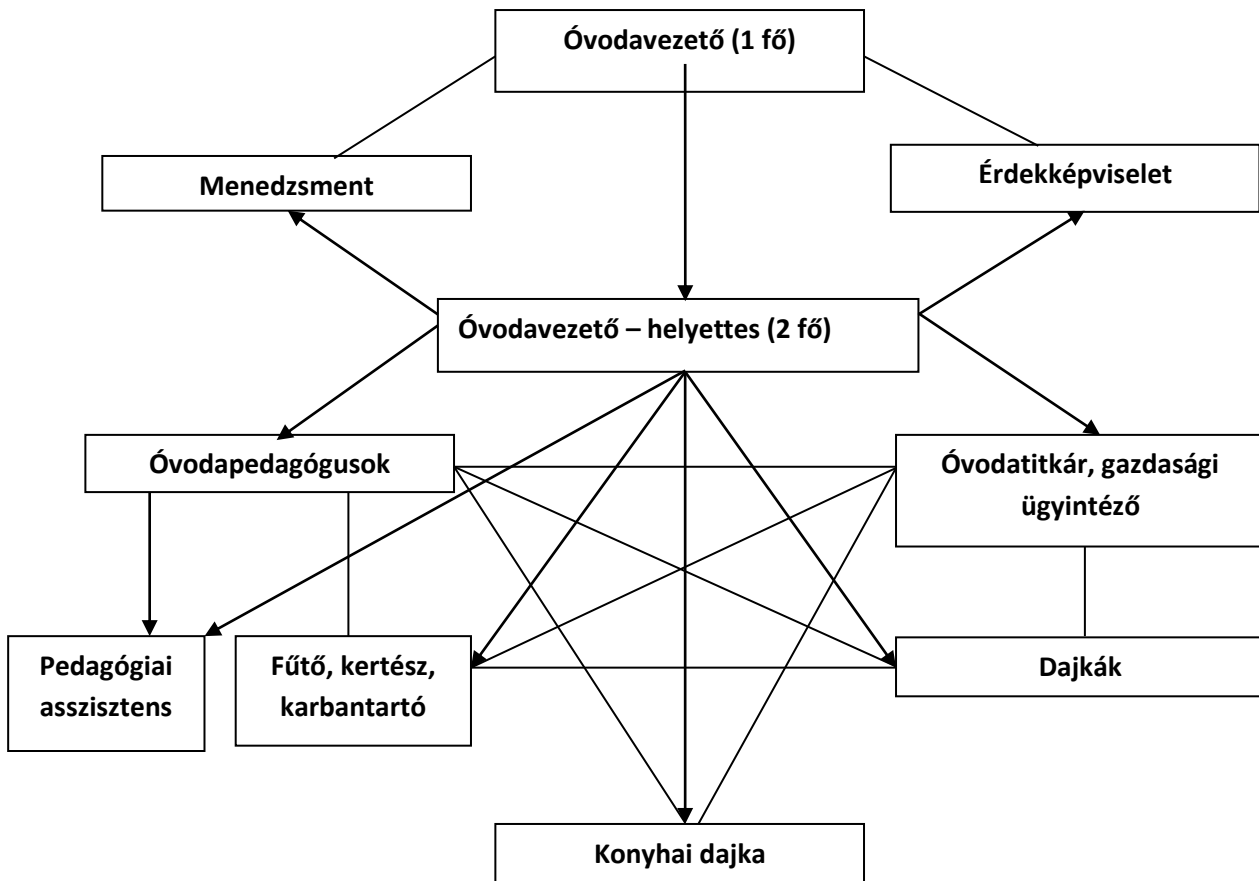 Óvodavezető (1 fő)
Menedzsment
Érdekképviselet
Óvodavezető – helyettes (2 fő)
Óvodapedagógusok
Óvodatitkár, gazdasági
ügyintéző
Pedagógiai
asszisztens
Fűtő, kertész,
karbantartó
Dajkák
Konyhai dajka